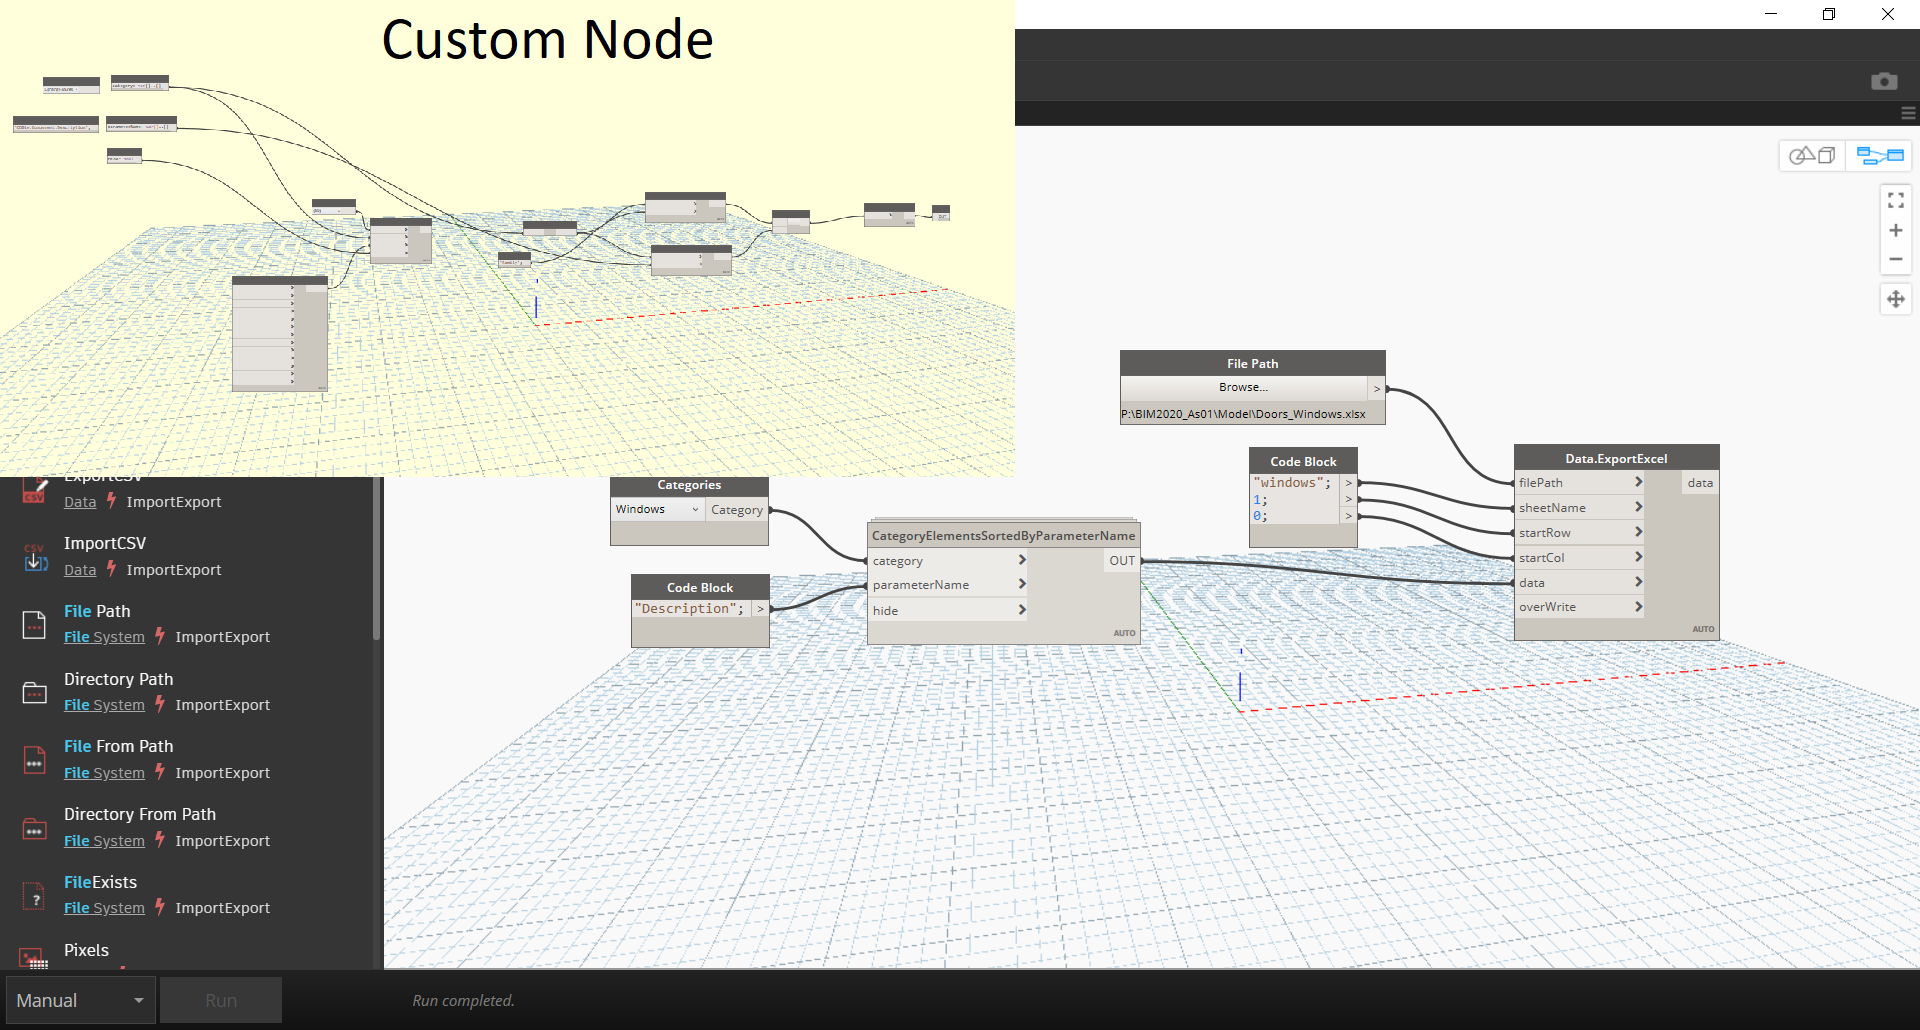 Custom Node
File Path
Browse...
>
P:\BIM2020_As01\Model\Doors_Windows.xlsx
Code Block
"windows"; >
1; >
0; >
Data.ExportExcel
filePath > data
sheetName >
startRow >
startCol >
data >
overWrite >
AUTO
Categories
Windows Category
CategoryElementsSortedByParameterName
category > OUT
parameterName >
hide >
AUTO
Code Block
"Description"; >
ExportCSV
Data ImportExport
ImportCSV
Data ImportExport
File Path
File System ImportExport
Directory Path
File System ImportExport
File From Path
File System ImportExport
Directory From Path
File System ImportExport
FileExists
File System ImportExport
Pixels
Manual
Run
Run completed.